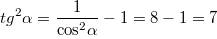 tg²α = 1/cos²α − 1 = 8 − 1 = 7